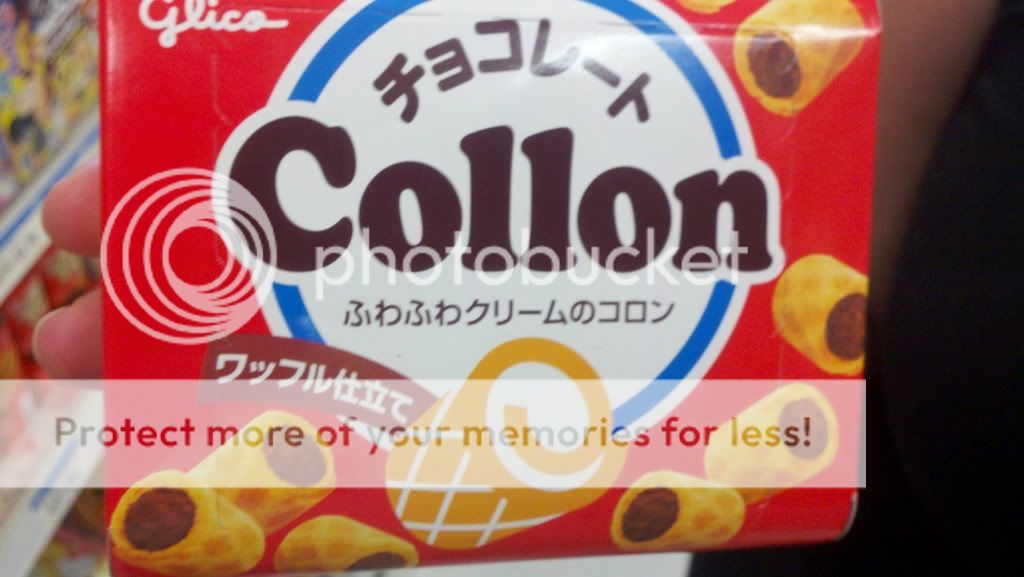 Glico
チョコレート
Collon
photobucket
ふわふわクリームのコロン
ワッフル仕立て
Protect more of your memories for less!